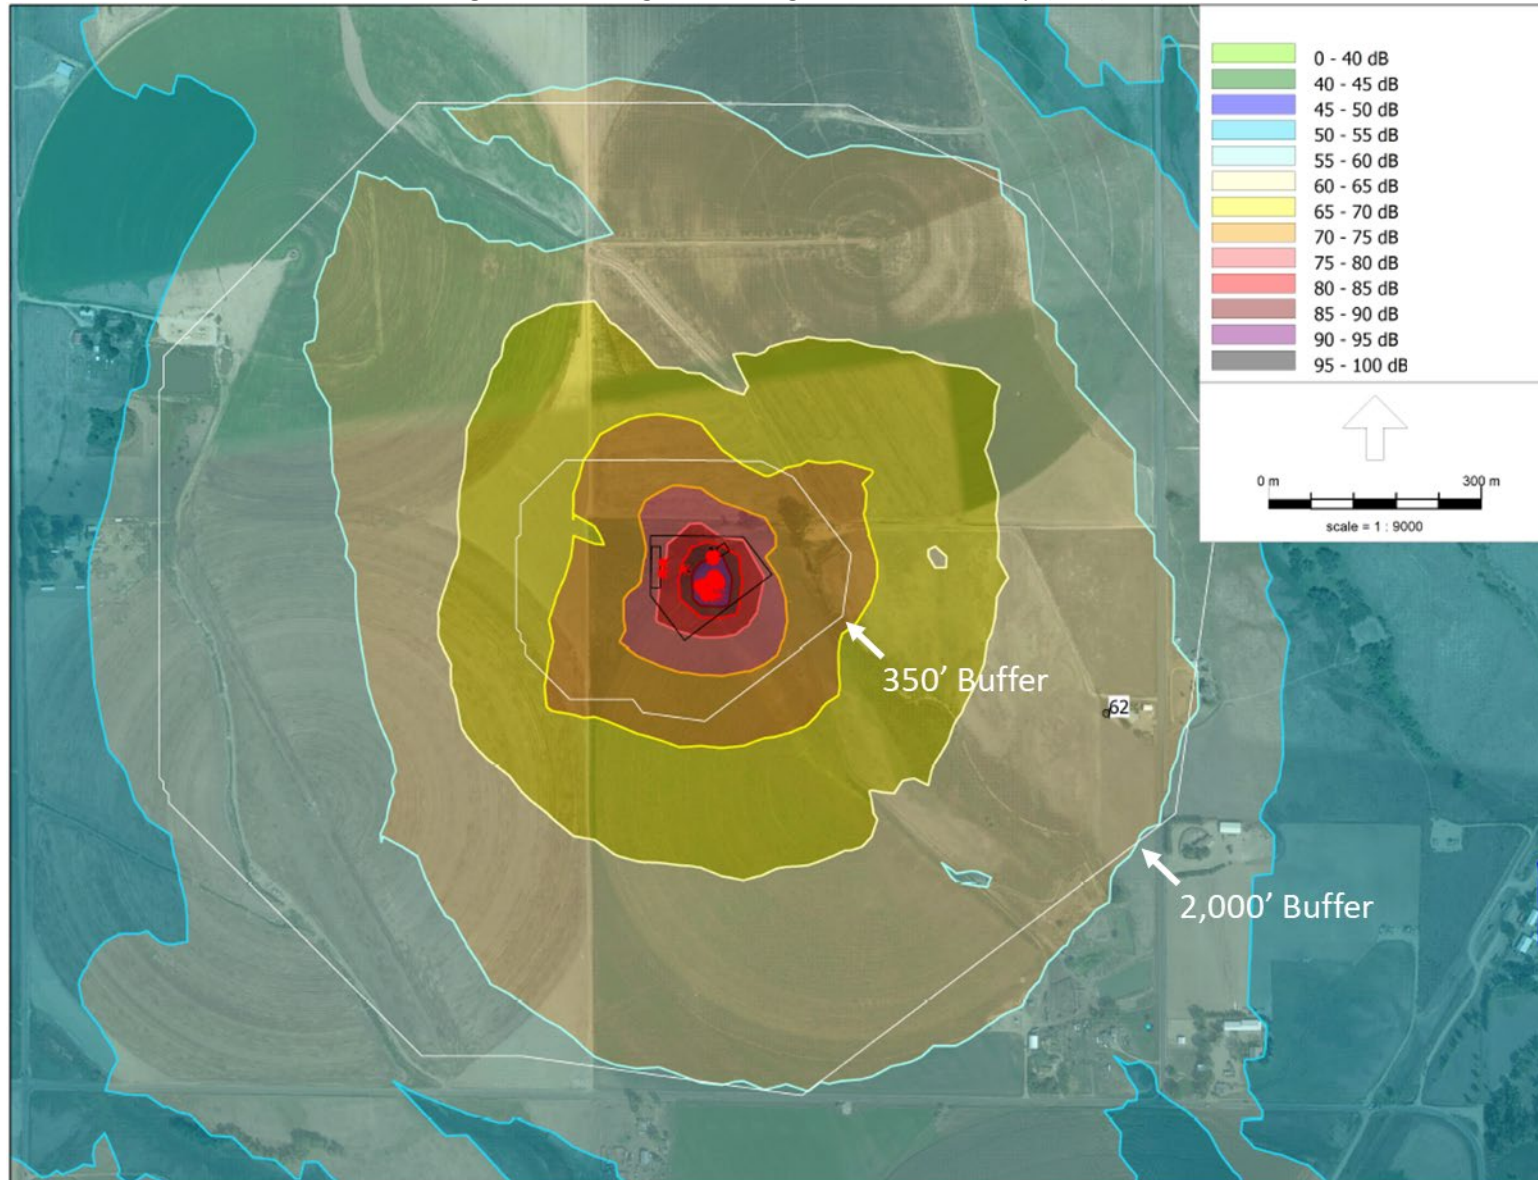 0 - 40 dB
40 - 45 dB
45 - 50 dB
50 - 55 dB
55 - 60 dB
60 - 65 dB
65 - 70 dB
70 - 75 dB
75 - 80 dB
80 - 85 dB
85 - 90 dB
90 - 95 dB
95 - 100 dB
0 m 300 m
scale = 1 : 9000
350' Buffer
62
2,000' Buffer